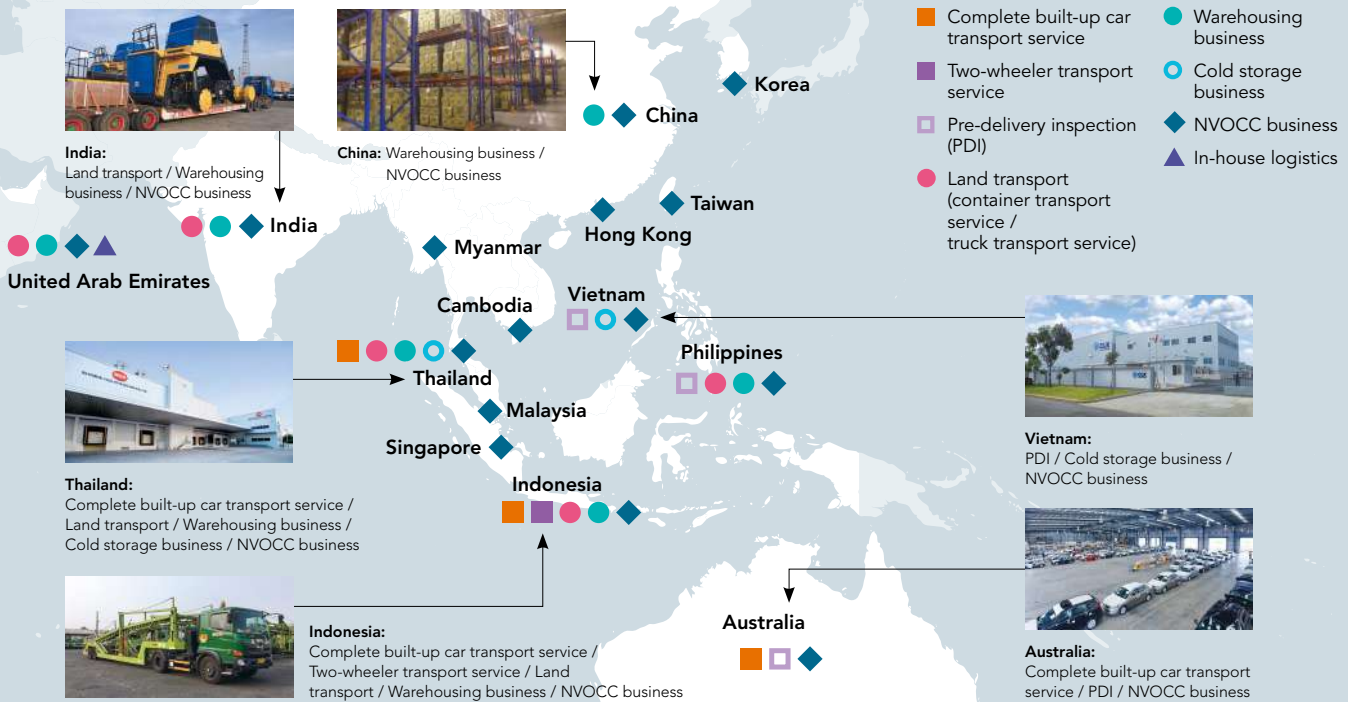 Complete built-up car
transport service
Two-wheeler transport
service
Pre-delivery inspection
(PDI)
Land transport
(container transport
service /
truck transport service)
Warehousing
business
Cold storage
business
NVOCC business
In-house logistics
India:
Land transport / Warehousing
business / NVOCC business
China: Warehousing business /
NVOCC business
Korea
China
Taiwan
Hong Kong
India
Myanmar
United Arab Emirates
Cambodia
Vietnam
Philippines
Thailand
Malaysia
Singapore
Indonesia
Australia
Thailand:
Complete built-up car transport service /
Land transport / Warehousing business /
Cold storage business / NVOCC business
Vietnam:
PDI / Cold storage business /
NVOCC business
Indonesia:
Complete built-up car transport service /
Two-wheeler transport service / Land
transport / Warehousing business / NVOCC business
Australia:
Complete built-up car transport
service / PDI / NVOCC business